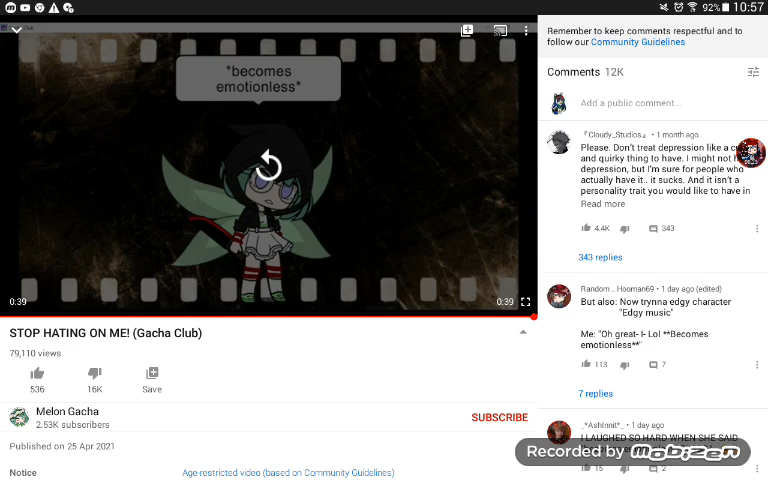 92% 10:57
*becomes
emotionless*
0:39
0:39
STOP HATING ON ME! (Gacha Club)
79,110 views
536
16K
Save
Melon Gacha
2.53K subscribers
SUBSCRIBE
Published on 25 Apr 2021
Notice
Age-restricted video (based on Community Guidelines)
Remember to keep comments respectful and to
follow our Community Guidelines
Comments 12K
Add a public comment...
『Cloudy_Studios』 • 1 month ago
Please. Don't treat depression like a
and quirky thing to have. I might not
depression, but I'm sure for people who
actually have it.. it sucks. And it isn't a
personality trait you would like to have in
Read more
4.4K 343
343 replies
Random .. Hooman69 • 1 day ago (edited)
But also: Now trynna edgy character
"Edgy music"
Me: "Oh great- I- Lol **Becomes
emotionless**"
113 7
7 replies
_*AshInnit*_ • 1 day ago
I LAUGHED SO HARD WHEN SHE SAID
15 2
Recorded by MOBIZEN